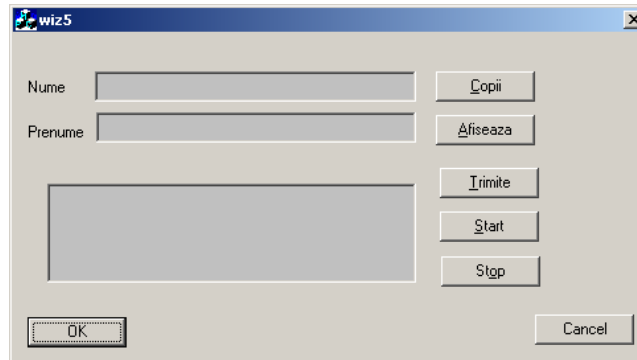 wiz5
Nume
Copii
Prenume
Afiseaza
Trimite
Start
Stop
OK
Cancel